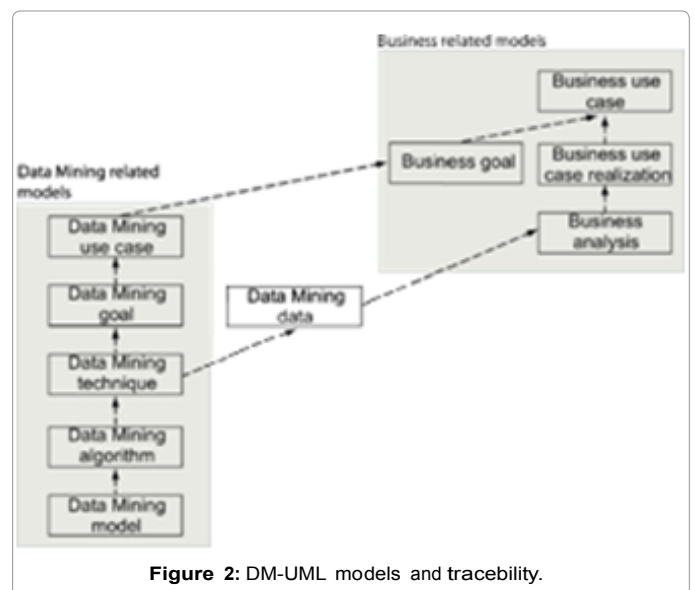 Business related models
Business use
case
Business goal
Business use
case realization
Business
analysis
Data Mining related
models
Data Mining
use case
Data Mining
goal
Data Mining
data
Data Mining
technique
Data Mining
algorithm
Data Mining
model
Figure 2: DM-UML models and tracebility.